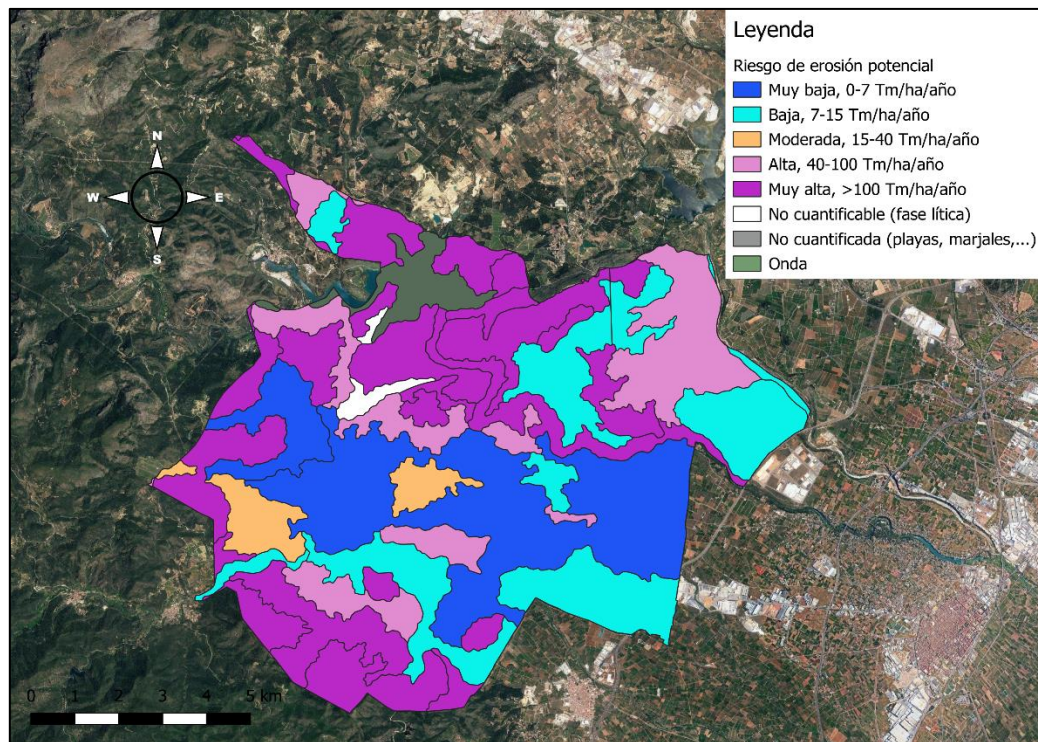 Leyenda
Riesgo de erosión potencial
Muy baja, 0-7 Tm/ha/año
Baja, 7-15 Tm/ha/año
Moderada, 15-40 Tm/ha/año
Alta, 40-100 Tm/ha/año
Muy alta, >100 Tm/ha/año
No cuantificable (fase lítica)
No cuantificada (playas, marjales,...)
Onda
N
W E
S
0 1 2 3 4 5 km